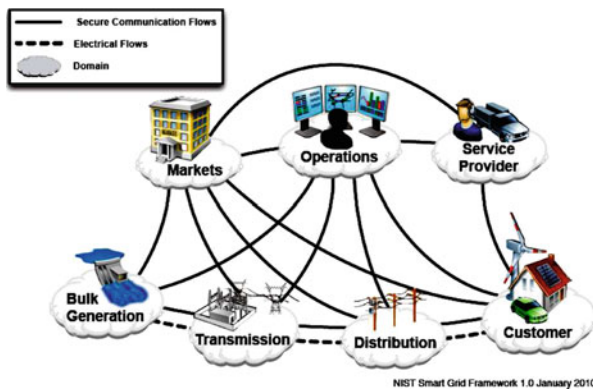 Secure Communication Flows
Electrical Flows
Domain
Markets
Operations
Service
Provider
Bulk
Generation
Transmission
Distribution
Customer
NIST Smart Grid Framework 1.0 January 2010